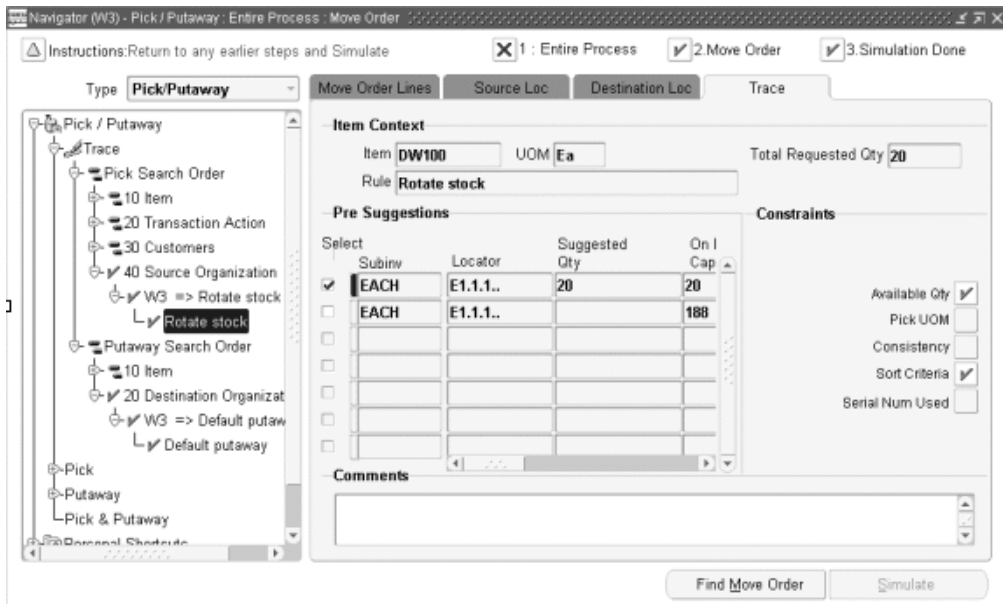 Navigator (W3) - Pick / Putaway : Entire Process : Move Order
Instructions:Return to any earlier steps and Simulate
1 : Entire Process
2.Move Order
3.Simulation Done
Type Pick/Putaway
Pick / Putaway
Trace
Pick Search Order
10 Item
20 Transaction Action
30 Customers
40 Source Organization
W3 => Rotate stock
Rotate stock
Putaway Search Order
10 Item
20 Destination Organizat
W3 => Default putaw
Default putaway
Pick
Putaway
Pick & Putaway
Personal Shortcuts
Move Order Lines
Source Loc
Destination Loc
Trace
Item Context
Item DW100
UOM Ea
Total Requested Qty 20
Rule Rotate stock
Pre Suggestions
Select
Subinv
Locator
Suggested Qty
On
Cap
EACH E1.1.1.. 20 20
EACH E1.1.1.. 188
Constraints
Available Qty
Pick UOM
Consistency
Sort Criteria
Serial Num Used
Comments
Find Move Order
Simulate